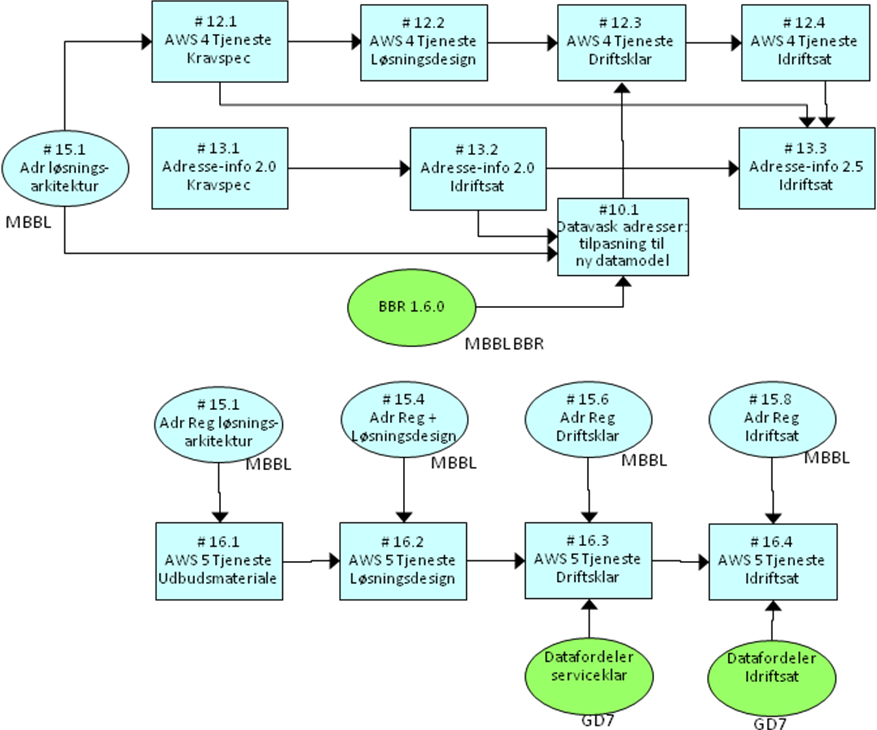 # 12.1
AWS 4 Tjeneste
Kravspec
# 12.2
AWS 4 Tjeneste
Løsningsdesign
# 12.3
AWS 4 Tjeneste
Driftsklar
# 12.4
AWS 4 Tjeneste
Idriftsat
# 15.1
Adr løsnings-
arkitektur
MBBL
# 13.1
Adresse-info 2.0
Kravspec
# 13.2
Adresse-info 2.0
Idriftsat
# 13.3
Adresse-info 2.5
Idriftsat
#10.1
Datavask adresser:
tilpasning til
ny datamodel
BBR 1.6.0
MBBL BBR
# 15.1
Adr Reg løsnings-
arkitektur
MBBL
# 15.4
Adr Reg +
Løsningsdesign
MBBL
# 15.6
Adr Reg
Driftsklar
MBBL
# 15.8
Adr Reg
Idriftsat
MBBL
# 16.1
AWS 5 Tjeneste
Udbudsmateriale
# 16.2
AWS 5 Tjeneste
Løsningsdesign
# 16.3
AWS 5 Tjeneste
Driftsklar
# 16.4
AWS 5 Tjeneste
Idriftsat
Datafordeler
serviceklar
GD7
Datafordeler
Idriftsat
GD7